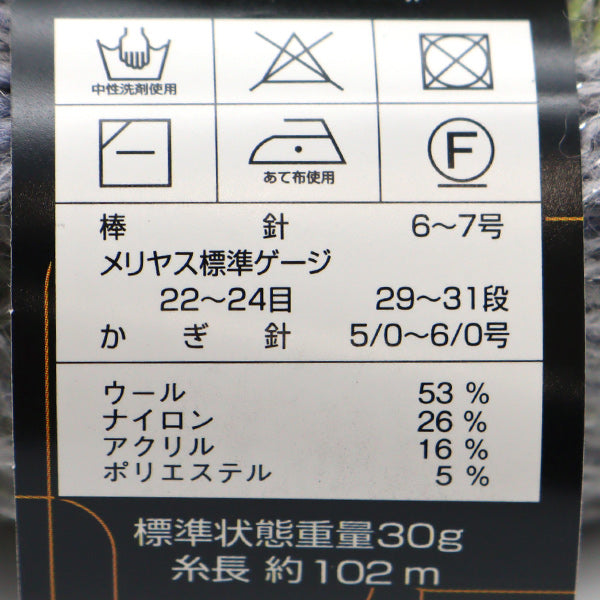 中性洗剤使用
あて布使用
F
棒 針 6～7号
メリヤス標準ゲージ
22～24目 29～31段
かぎ針 5/0～6/0号
ウール 53 %
ナイロン 26 %
アクリル 16 %
ポリエステル 5 %
標準状態重量30g
糸長 約102m